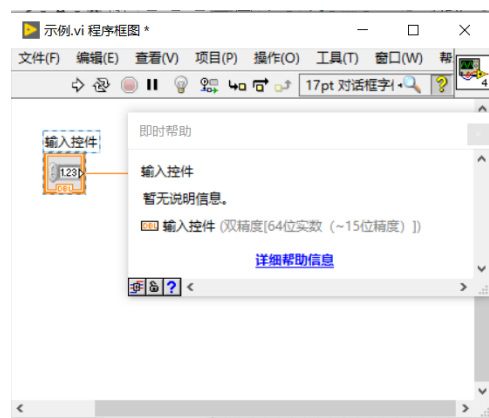 示例.vi 程序框图 *
文件(F) 编辑(E) 查看(V) 项目(P) 操作(O) 工具(T) 窗口(W) 帮
17pt 对话框字 ? 4
输入控件
1.23
DBL
即时帮助
输入控件
暂无说明信息。
DBL 输入控件 (双精度[64位实数（~15位精度）])
详细帮助信息
?